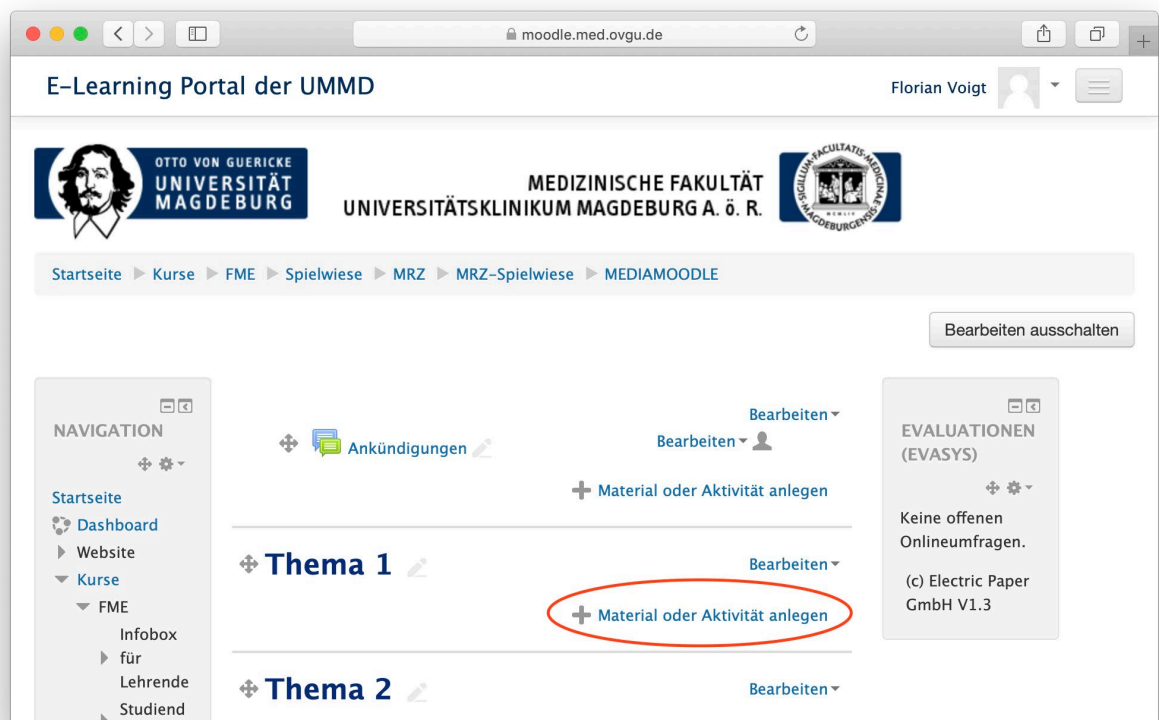 moodle.med.ovgu.de
E-Learning Portal der UMMD
Florian Voigt
OTTO VON GUERICKE
UNIVERSITÄT
MAGDEBURG
MEDIZINISCHE FAKULTÄT
UNIVERSITÄTSKLINIKUM MAGDEBURG A. ö. R.
Startseite Kurse FME Spielwiese MRZ MRZ-Spielwiese MEDIAMOODLE
Bearbeiten ausschalten
NAVIGATION
Startseite
Dashboard
Website
Kurse
FME
Infobox
für
Lehrende
Studiend
Bearbeiten
Ankündigungen
Bearbeiten
Material oder Aktivität anlegen
Thema 1
Bearbeiten
Material oder Aktivität anlegen
Thema 2
Bearbeiten
EVALUATIONEN
(EVASYS)
Keine offenen
Onlineumfragen.
(c) Electric Paper
GmbH V1.3